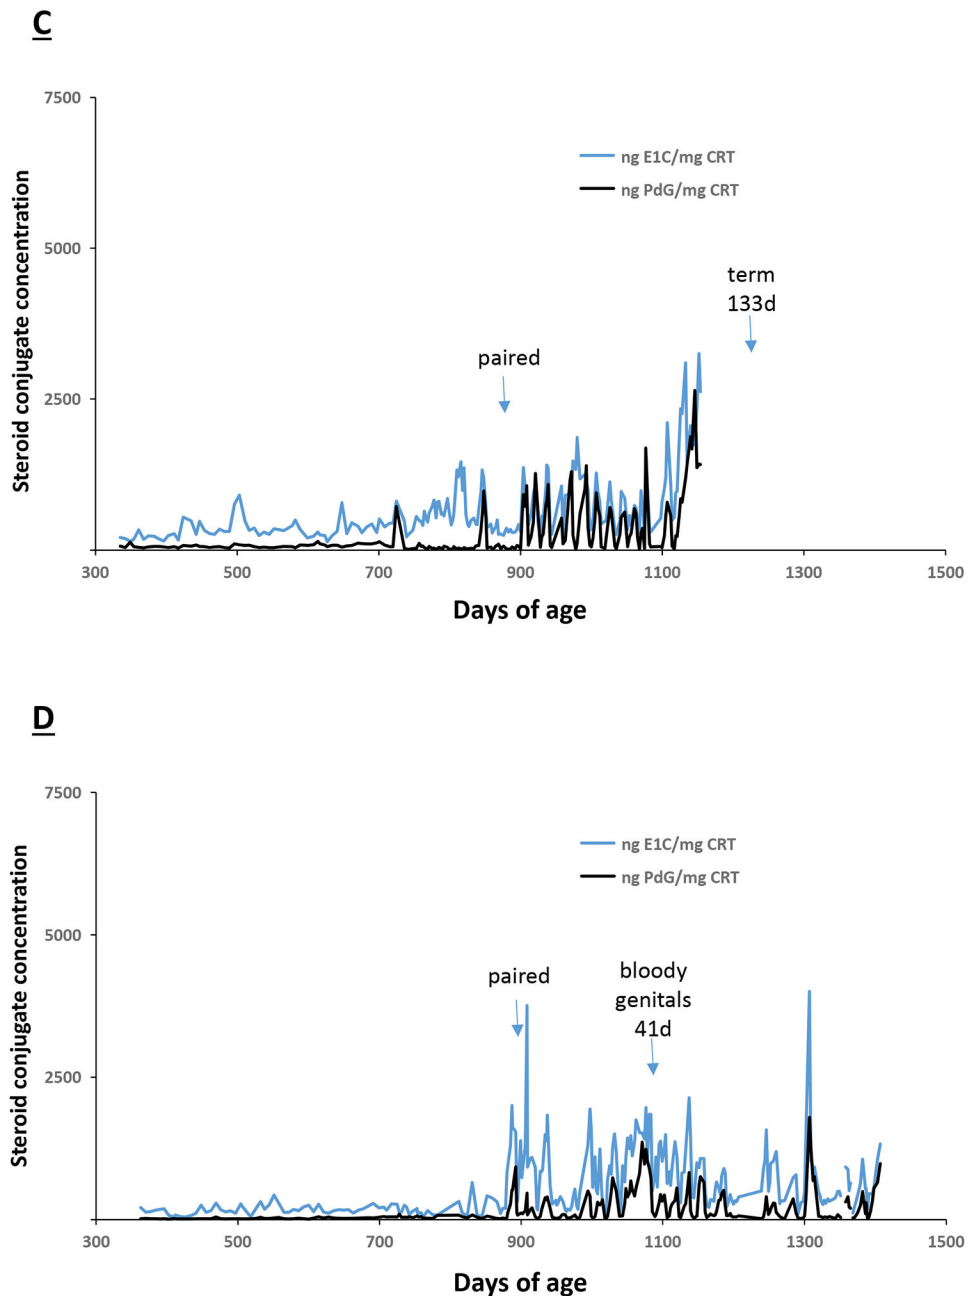 C
7500
5000
2500
Steroid conjugate concentration
ng E1C/mg CRT
ng PdG/mg CRT
term
133d
paired
300 500 700 900 1100 1300 1500
Days of age
D
7500
5000
2500
Steroid conjugate concentration
ng E1C/mg CRT
ng PdG/mg CRT
paired
bloody
genitals
41d
300 500 700 900 1100 1300 1500
Days of age